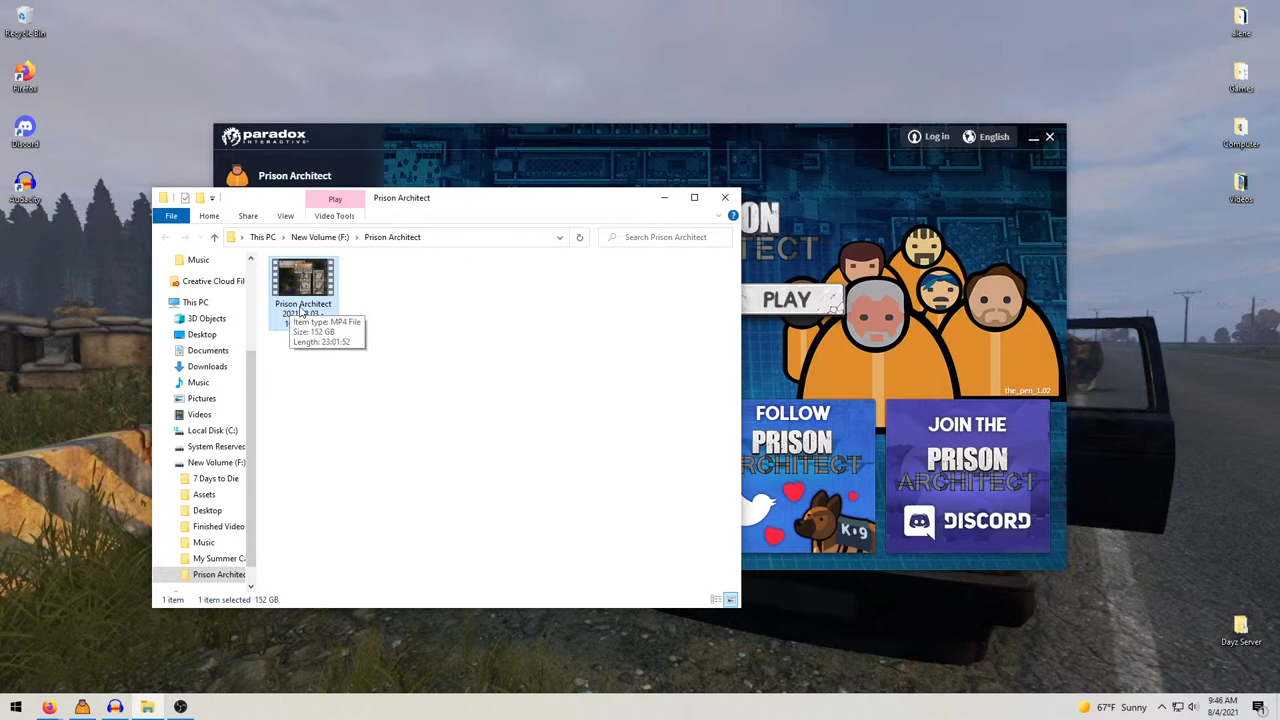 Recycle Bin
Firefox
Discord
Audacity
Games
Computer
Videos
Dayz Server
paradox
INTERACTIVE
Log in
English
Prison Architect
Play
Prison Architect
File
Home
Share
View
Video Tools
This PC
New Volume (F:)
Prison Architect
Search Prison Architect
Music
Creative Cloud Fil
This PC
3D Objects
Desktop
Documents
Downloads
Music
Pictures
Videos
Local Disk (C:)
System Reserved
New Volume (F:)
7 Days to Die
Assets
Desktop
Finished Video
Music
My Summer C
Prison Architec
Prison Architect
Item type: MP4 File
Size: 152 GB
Length: 23:01:52
1 item
1 item selected
152 GB
ON
TECT
PLAY
the_pen_1.02
FOLLOW
PRISON
ARCHITECT
K-9
JOIN THE
PRISON
ARCHITECT
DISCORD
67°F Sunny
9:46 AM
8/4/2021